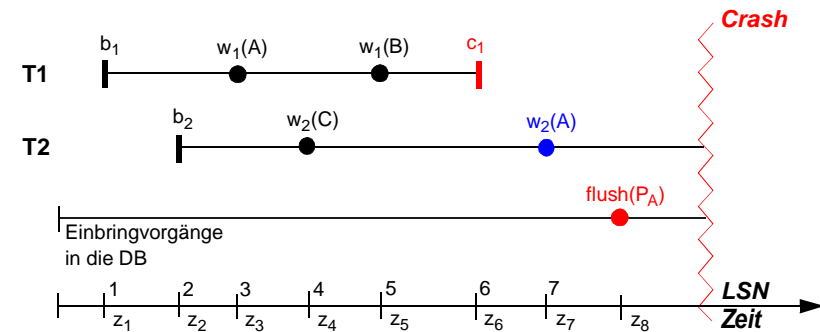 Crash
b1 w1(A) w1(B) c1
T1
b2 w2(C) w2(A)
T2
flush(PA)
Einbringvorgänge
in die DB
1 2 3 4 5 6 7 LSN
z1 z2 z3 z4 z5 z6 z7 z8 Zeit